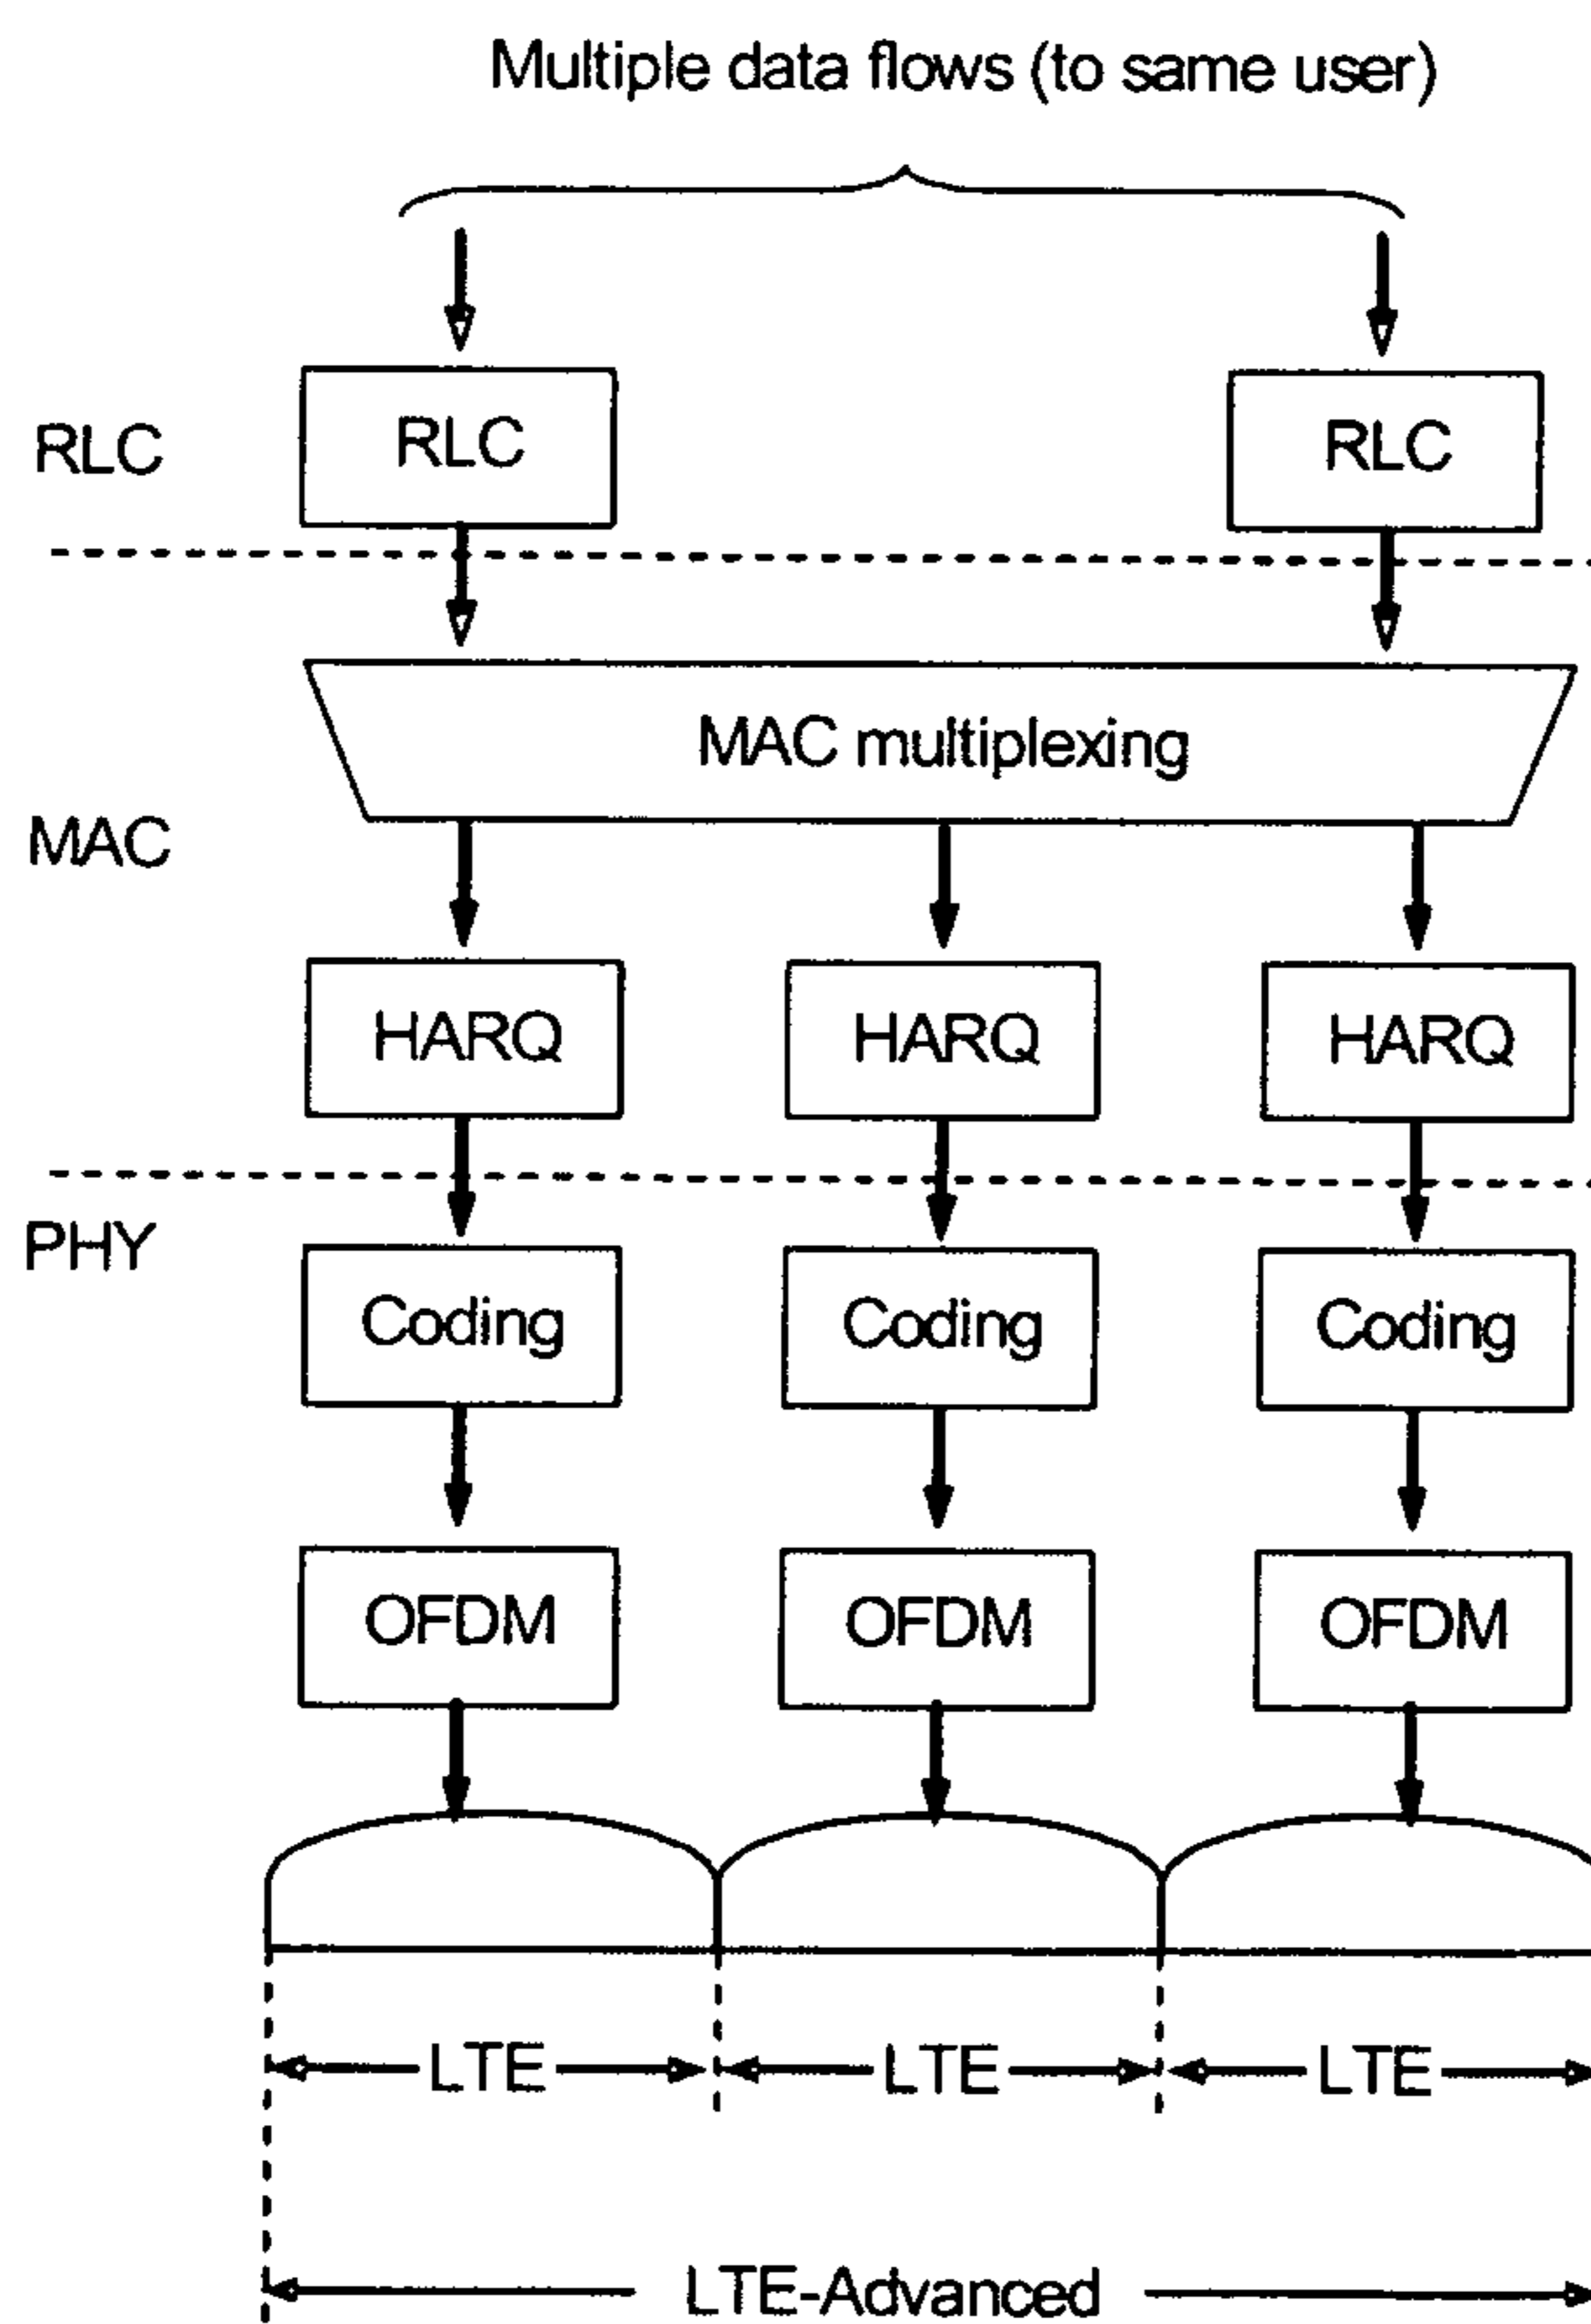 Multiple data flows (to same user)
RLC
RLC
RLC
MAC multiplexing
MAC
HARQ
HARQ
HARQ
PHY
Coding
Coding
Coding
OFDM
OFDM
OFDM
LTE
LTE
LTE
LTE-Advanced